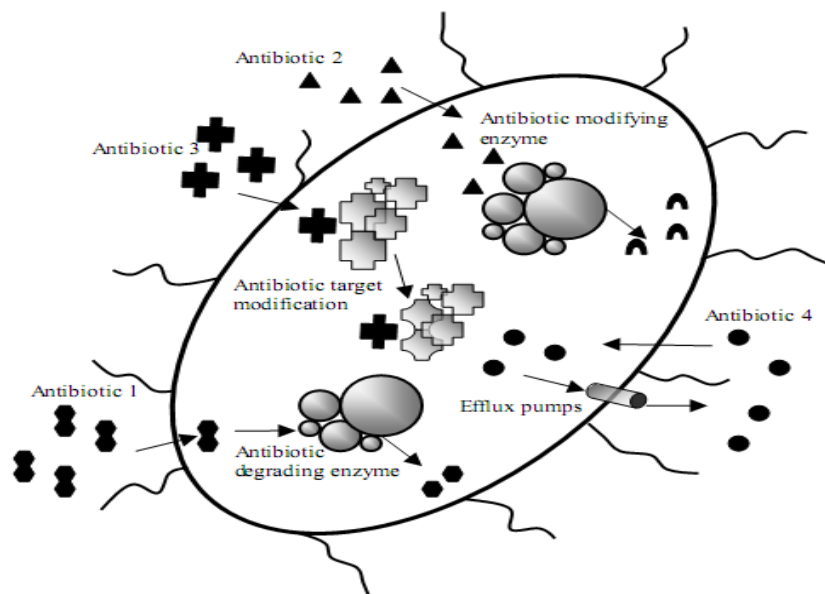 Antibiotic 2
Antibiotic modifying
enzyme
Antibiotic 3
Antibiotic target
modification
Antibiotic 4
Antibiotic 1
Efflux pumps
Antibiotic
degrading enzyme